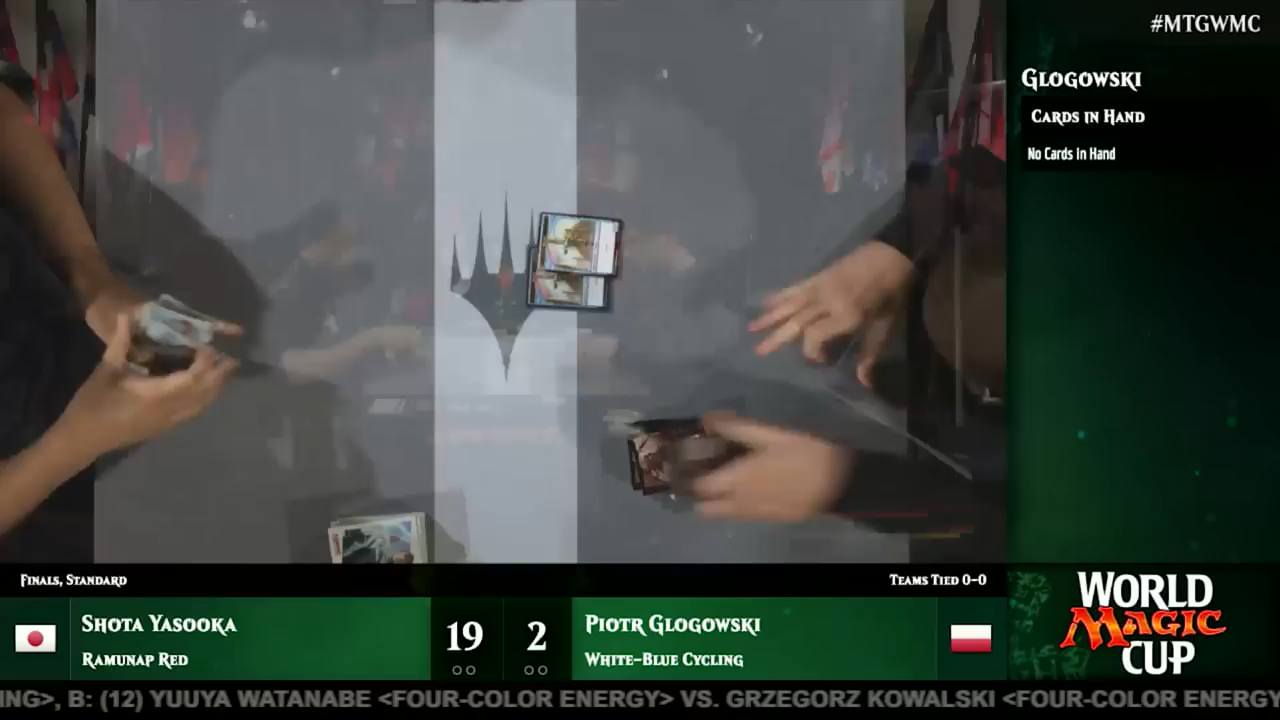 #MTGWMC
GLOGOWSKI
CARDS IN HAND
No Cards In Hand
FINALS, STANDARD
TEAMS TIED 0-0
SHOTA YASOOKA
RAMUNAP RED
19
2
PIOTR GLOGOWSKI
WHITE-BLUE CYCLING
WORLD
MAGIC
CUP
ING>, B: (12) YUUYA WATANABE <FOUR-COLOR ENERGY> VS. GRZEGORZ KOWALSKI <FOUR-COLOR ENERGY